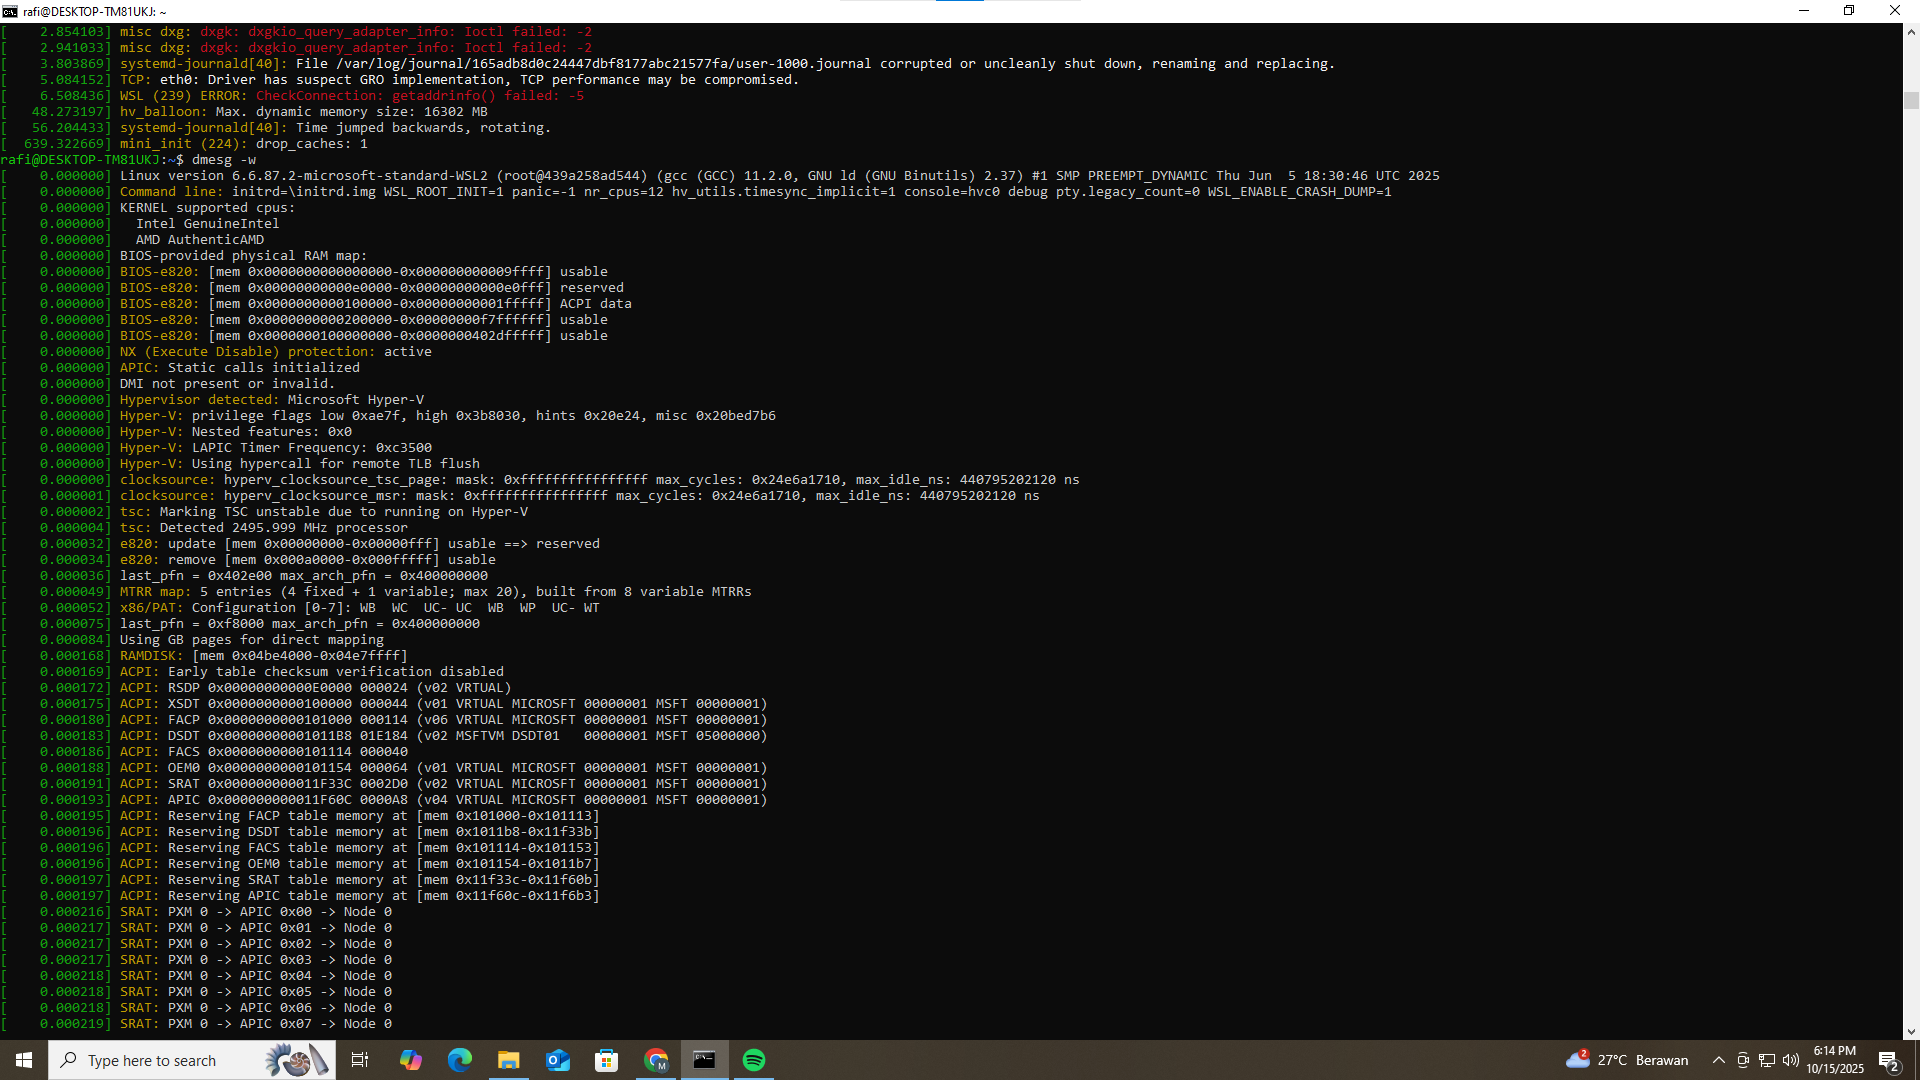 rafi@DESKTOP-TM81UKJ: ~
[    2.854103] misc dxg: dxgk: dxgkio_query_adapter_info: Ioctl failed: -2
[    2.941033] misc dxg: dxgk: dxgkio_query_adapter_info: Ioctl failed: -2
[    3.803869] systemd-journald[40]: File /var/log/journal/165adb8d0c24447dbf8177abc21577fa/user-1000.journal corrupted or uncleanly shut down, renaming and replacing.
[    5.084152] TCP: eth0: Driver has suspect GRO implementation, TCP performance may be compromised.
[    6.508436] WSL (239) ERROR: CheckConnection: getaddrinfo() failed: -5
[   48.273197] hv_balloon: Max. dynamic memory size: 16302 MB
[   56.204433] systemd-journald[40]: Time jumped backwards, rotating.
[  639.322669] mini_init (224): drop_caches: 1
rafi@DESKTOP-TM81UKJ:~$ dmesg -w
[    0.000000] Linux version 6.6.87.2-microsoft-standard-WSL2 (root@439a258ad544) (gcc (GCC) 11.2.0, GNU ld (GNU Binutils) 2.37) #1 SMP PREEMPT_DYNAMIC Thu Jun  5 18:30:46 UTC 2025
[    0.000000] Command line: initrd=\initrd.img WSL_ROOT_INIT=1 panic=-1 nr_cpus=12 hv_utils.timesync_implicit=1 console=hvc0 debug pty.legacy_count=0 WSL_ENABLE_CRASH_DUMP=1
[    0.000000] KERNEL supported cpus:
[    0.000000]   Intel GenuineIntel
[    0.000000]   AMD AuthenticAMD
[    0.000000] BIOS-provided physical RAM map:
[    0.000000] BIOS-e820: [mem 0x0000000000000000-0x000000000009ffff] usable
[    0.000000] BIOS-e820: [mem 0x00000000000e0000-0x00000000000e0fff] reserved
[    0.000000] BIOS-e820: [mem 0x0000000000100000-0x00000000001fffff] ACPI data
[    0.000000] BIOS-e820: [mem 0x0000000000200000-0x00000000f7ffffff] usable
[    0.000000] BIOS-e820: [mem 0x0000000100000000-0x0000000402dfffff] usable
[    0.000000] NX (Execute Disable) protection: active
[    0.000000] APIC: Static calls initialized
[    0.000000] DMI not present or invalid.
[    0.000000] Hypervisor detected: Microsoft Hyper-V
[    0.000000] Hyper-V: privilege flags low 0xae7f, high 0x3b8030, hints 0x20e24, misc 0x20bed7b6
[    0.000000] Hyper-V: Nested features: 0x0
[    0.000000] Hyper-V: LAPIC Timer Frequency: 0xc3500
[    0.000000] Hyper-V: Using hypercall for remote TLB flush
[    0.000000] clocksource: hyperv_clocksource_tsc_page: mask: 0xffffffffffffffff max_cycles: 0x24e6a1710, max_idle_ns: 440795202120 ns
[    0.000001] clocksource: hyperv_clocksource_msr: mask: 0xffffffffffffffff max_cycles: 0x24e6a1710, max_idle_ns: 440795202120 ns
[    0.000002] tsc: Marking TSC unstable due to running on Hyper-V
[    0.000004] tsc: Detected 2495.999 MHz processor
[    0.000032] e820: update [mem 0x00000000-0x00000fff] usable ==> reserved
[    0.000034] e820: remove [mem 0x000a0000-0x000fffff] usable
[    0.000036] last_pfn = 0x402e00 max_arch_pfn = 0x400000000
[    0.000049] MTRR map: 5 entries (4 fixed + 1 variable; max 20), built from 8 variable MTRRs
[    0.000052] x86/PAT: Configuration [0-7]: WB  WC  UC- UC  WB  WP  UC- WT
[    0.000075] last_pfn = 0xf8000 max_arch_pfn = 0x400000000
[    0.000084] Using GB pages for direct mapping
[    0.000168] RAMDISK: [mem 0x04be4000-0x04e7ffff]
[    0.000169] ACPI: Early table checksum verification disabled
[    0.000172] ACPI: RSDP 0x00000000000E0000 000024 (v02 VRTUAL)
[    0.000175] ACPI: XSDT 0x0000000000100000 000044 (v01 VRTUAL MICROSFT 00000001 MSFT 00000001)
[    0.000180] ACPI: FACP 0x0000000000101000 000114 (v06 VRTUAL MICROSFT 00000001 MSFT 00000001)
[    0.000183] ACPI: DSDT 0x00000000001011B8 01E184 (v02 MSFTVM DSDT01   00000001 MSFT 05000000)
[    0.000186] ACPI: FACS 0x0000000000101114 000040
[    0.000188] ACPI: OEM0 0x0000000000101154 000064 (v01 VRTUAL MICROSFT 00000001 MSFT 00000001)
[    0.000191] ACPI: SRAT 0x000000000011F33C 0002D0 (v02 VRTUAL MICROSFT 00000001 MSFT 00000001)
[    0.000193] ACPI: APIC 0x000000000011F60C 0000A8 (v04 VRTUAL MICROSFT 00000001 MSFT 00000001)
[    0.000195] ACPI: Reserving FACP table memory at [mem 0x101000-0x101113]
[    0.000196] ACPI: Reserving DSDT table memory at [mem 0x1011b8-0x11f33b]
[    0.000196] ACPI: Reserving FACS table memory at [mem 0x101114-0x101153]
[    0.000196] ACPI: Reserving OEM0 table memory at [mem 0x101154-0x1011b7]
[    0.000197] ACPI: Reserving SRAT table memory at [mem 0x11f33c-0x11f60b]
[    0.000197] ACPI: Reserving APIC table memory at [mem 0x11f60c-0x11f6b3]
[    0.000216] SRAT: PXM 0 -> APIC 0x00 -> Node 0
[    0.000217] SRAT: PXM 0 -> APIC 0x01 -> Node 0
[    0.000217] SRAT: PXM 0 -> APIC 0x02 -> Node 0
[    0.000217] SRAT: PXM 0 -> APIC 0x03 -> Node 0
[    0.000218] SRAT: PXM 0 -> APIC 0x04 -> Node 0
[    0.000218] SRAT: PXM 0 -> APIC 0x05 -> Node 0
[    0.000218] SRAT: PXM 0 -> APIC 0x06 -> Node 0
[    0.000219] SRAT: PXM 0 -> APIC 0x07 -> Node 0
Type here to search
M
2
27°C Berawan
6:14 PM
10/15/2025
2